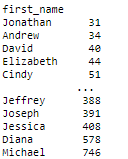 first_name
Jonathan 31
Andrew 34
David 40
Elizabeth 44
Cindy 51
...
Jeffrey 388
Joseph 391
Jessica 408
Diana 578
Michael 746